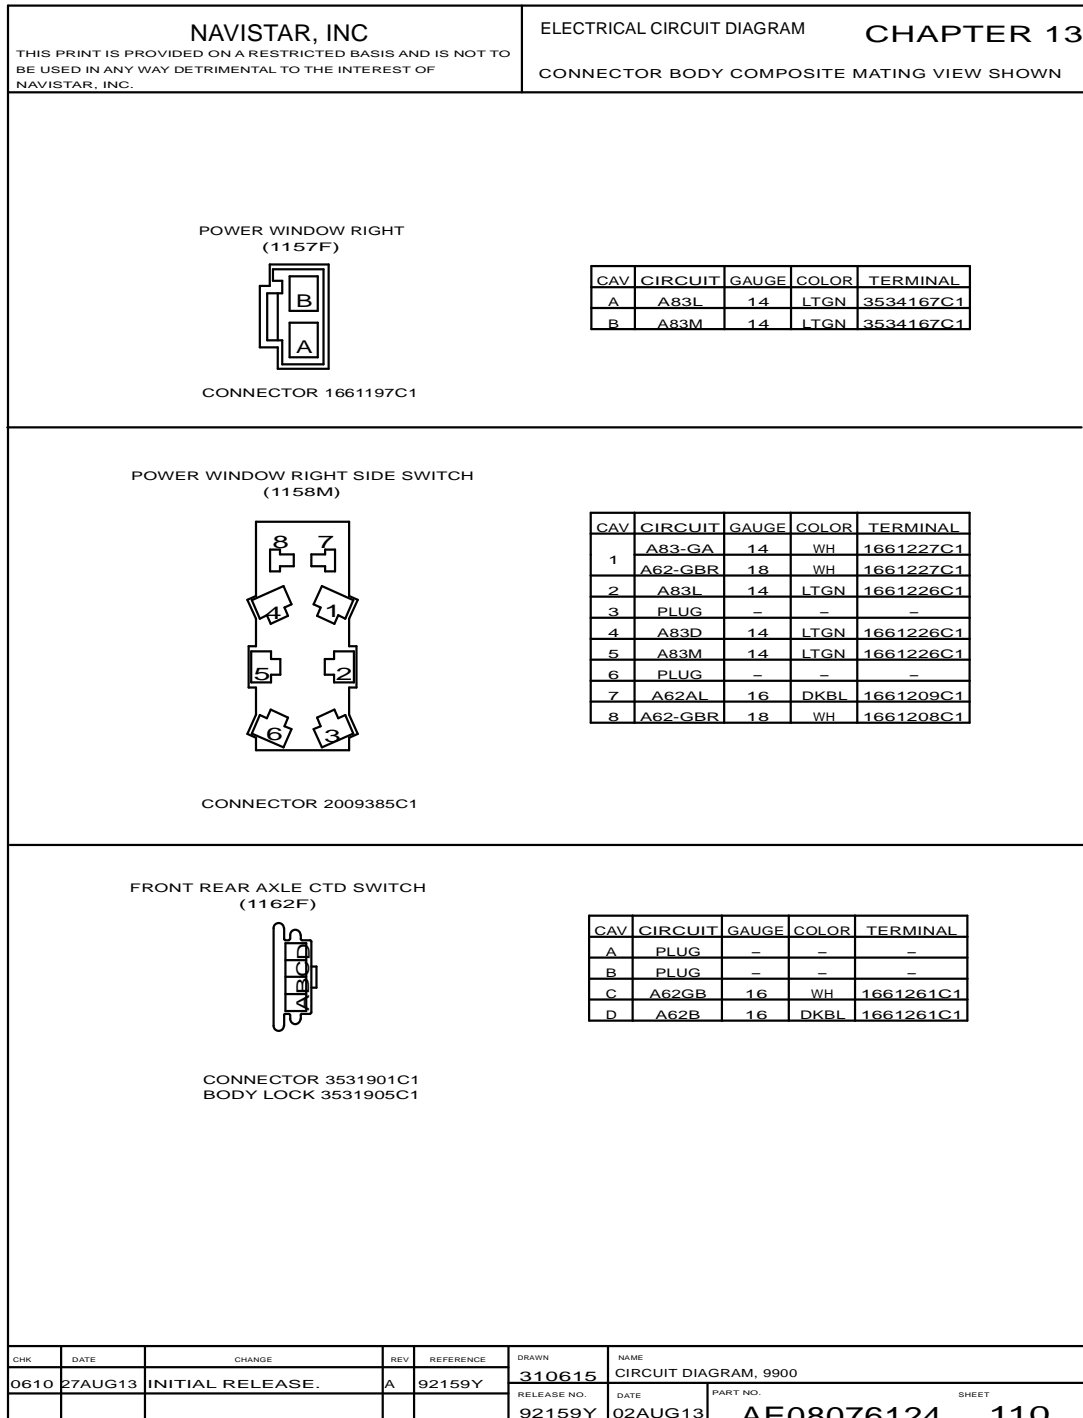 NAVISTAR, INC
THIS PRINT IS PROVIDED ON A RESTRICTED BASIS AND IS NOT TO
BE USED IN ANY WAY DETRIMENTAL TO THE INTEREST OF
NAVISTAR, INC.
ELECTRICAL CIRCUIT DIAGRAM CHAPTER 13
CONNECTOR BODY COMPOSITE MATING VIEW SHOWN
POWER WINDOW RIGHT
(1157F)
B
A
CONNECTOR 1661197C1
CAV CIRCUIT GAUGE COLOR TERMINAL
A A83L 14 LTGN 3534167C1
B A83M 14 LTGN 3534167C1
POWER WINDOW RIGHT SIDE SWITCH
(1158M)
8 7
4 1
5 2
6 3
CONNECTOR 2009385C1
CAV CIRCUIT GAUGE COLOR TERMINAL
1 A83-GA 14 WH 1661227C1
A62-GBR 18 WH 1661227C1
2 A83L 14 LTGN 1661226C1
3 PLUG – – –
4 A83D 14 LTGN 1661226C1
5 A83M 14 LTGN 1661226C1
6 PLUG – – –
7 A62AL 16 DKBL 1661209C1
8 A62-GBR 18 WH 1661208C1
FRONT REAR AXLE CTD SWITCH
(1162F)
ABCD
CONNECTOR 3531901C1
BODY LOCK 3531905C1
CAV CIRCUIT GAUGE COLOR TERMINAL
A PLUG – – –
B PLUG – – –
C A62GB 16 WH 1661261C1
D A62B 16 DKBL 1661261C1
CHK DATE CHANGE REV REFERENCE
0610 27AUG13 INITIAL RELEASE. A 92159Y
DRAWN
310615
NAME
CIRCUIT DIAGRAM, 9900
RELEASE NO.
92159Y
DATE
02AUG13
PART NO.
AE08076124
SHEET
110